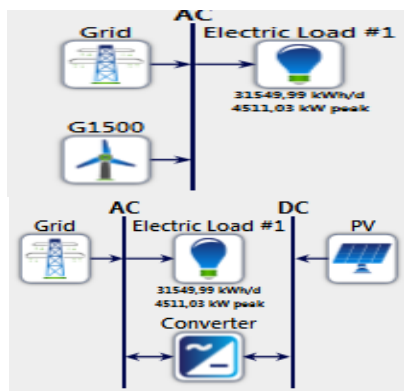 AC
Grid Electric Load #1
31549,99 kWh/d
4511,03 kW peak
G1500
AC DC
Grid Electric Load #1 PV
31549,99 kWh/d
4511,03 kW peak
Converter